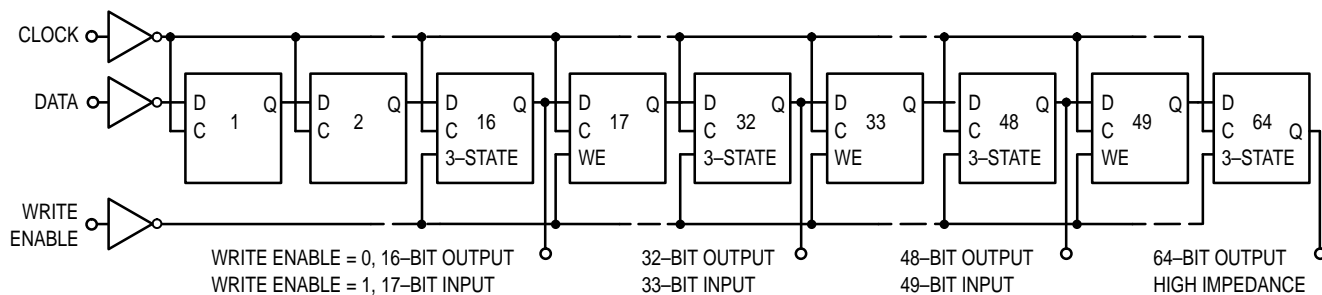 CLOCK
DATA
WRITE
ENABLE
D Q
C
1
D Q
C
2
D Q
C
16
3–STATE
D Q
C
17
WE
D Q
C
32
3–STATE
D Q
C
33
WE
D Q
C
48
3–STATE
D Q
C
49
WE
D
C
Q
64
3–STATE
WRITE ENABLE = 0, 16–BIT OUTPUT
WRITE ENABLE = 1, 17–BIT INPUT
32–BIT OUTPUT
33–BIT INPUT
48–BIT OUTPUT
49–BIT INPUT
64–BIT OUTPUT
HIGH IMPEDANCE